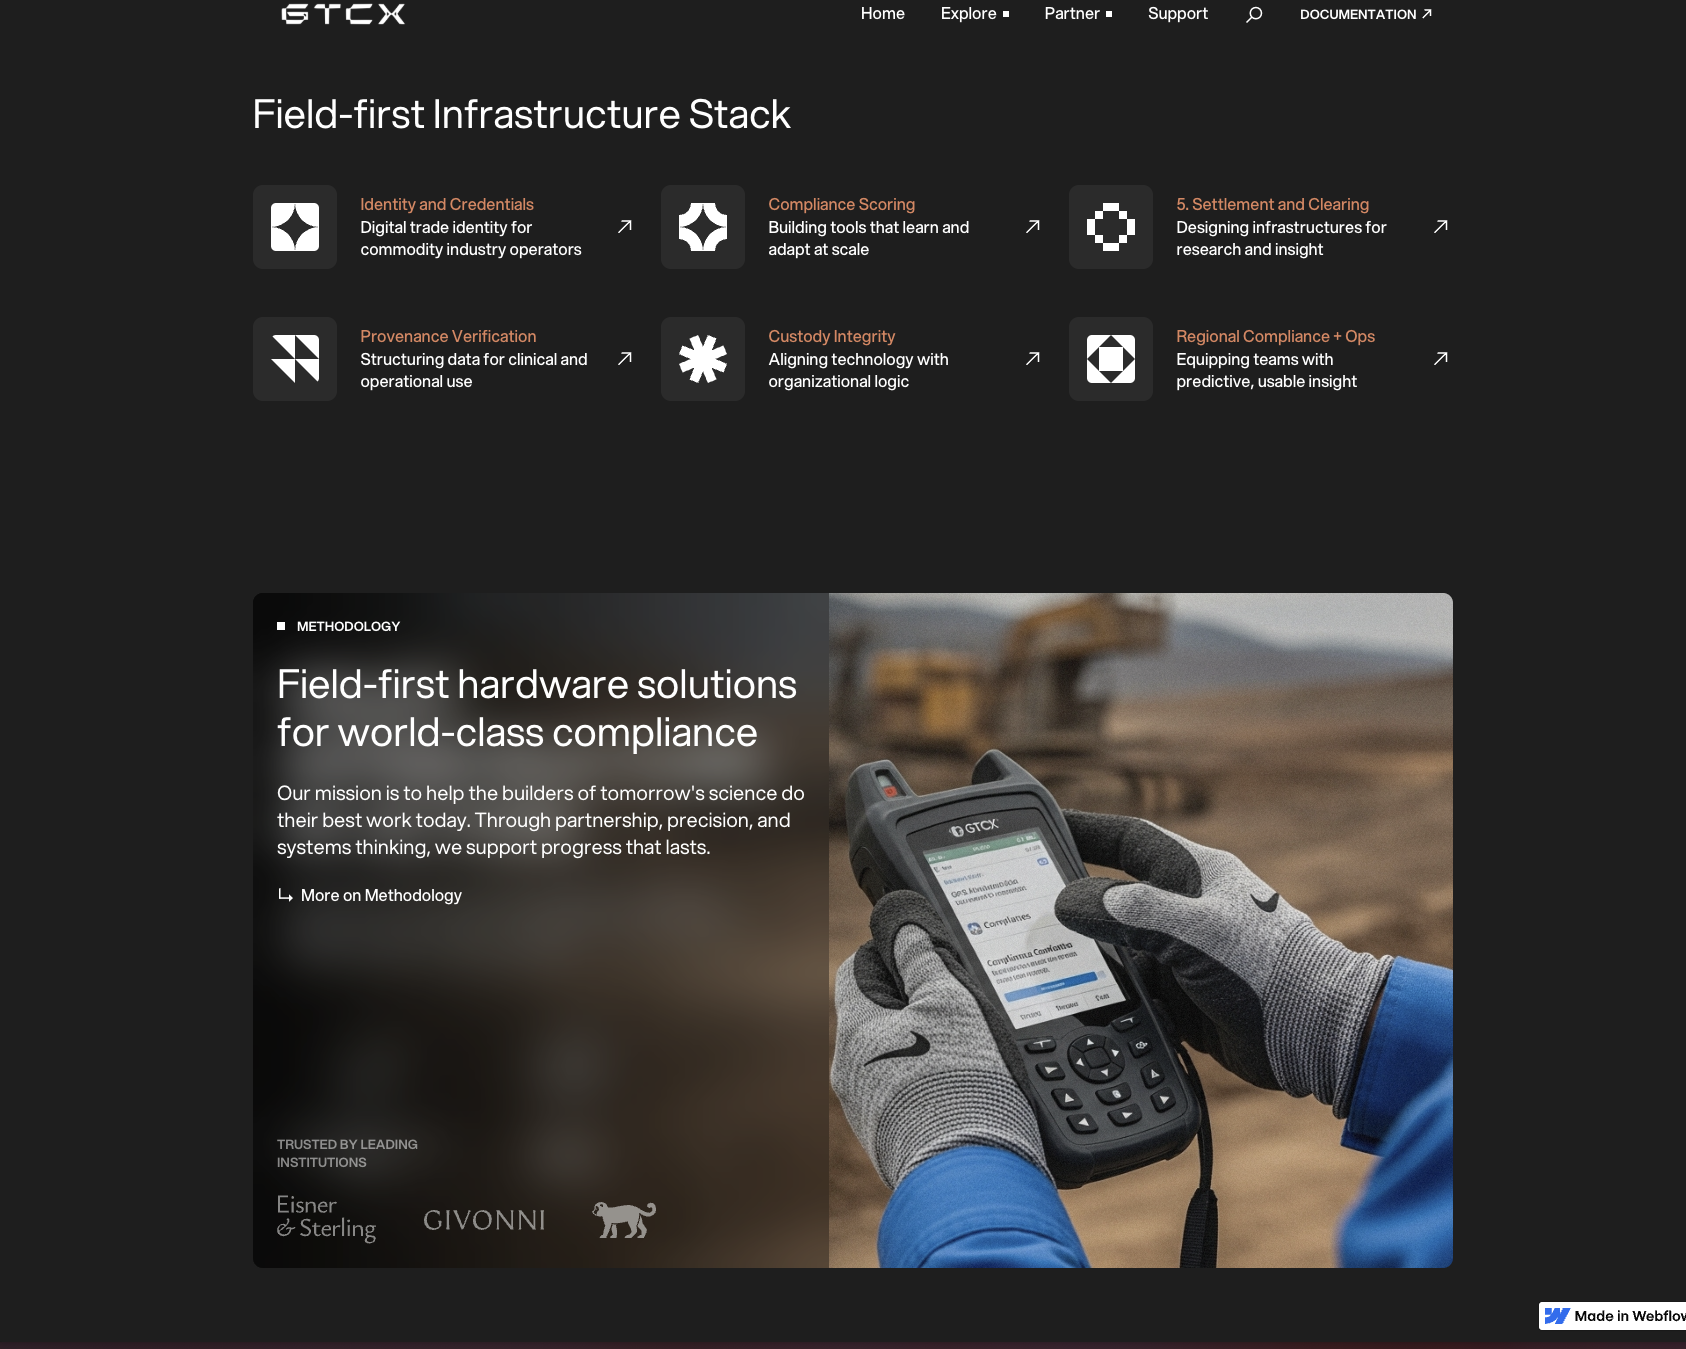 GTCX
Home
Explore
Partner
Support
DOCUMENTATION
Field-first Infrastructure Stack
Identity and Credentials
Digital trade identity for
commodity industry operators
Compliance Scoring
Building tools that learn and
adapt at scale
5. Settlement and Clearing
Designing infrastructures for
research and insight
Provenance Verification
Structuring data for clinical and
operational use
Custody Integrity
Aligning technology with
organizational logic
Regional Compliance + Ops
Equipping teams with
predictive, usable insight
METHODOLOGY
Field-first hardware solutions
for world-class compliance
Our mission is to help the builders of tomorrow's science do
their best work today. Through partnership, precision, and
systems thinking, we support progress that lasts.
More on Methodology
TRUSTED BY LEADING
INSTITUTIONS
Eisner
& Sterling
GIVONNI
GTCX
Made in Webflow